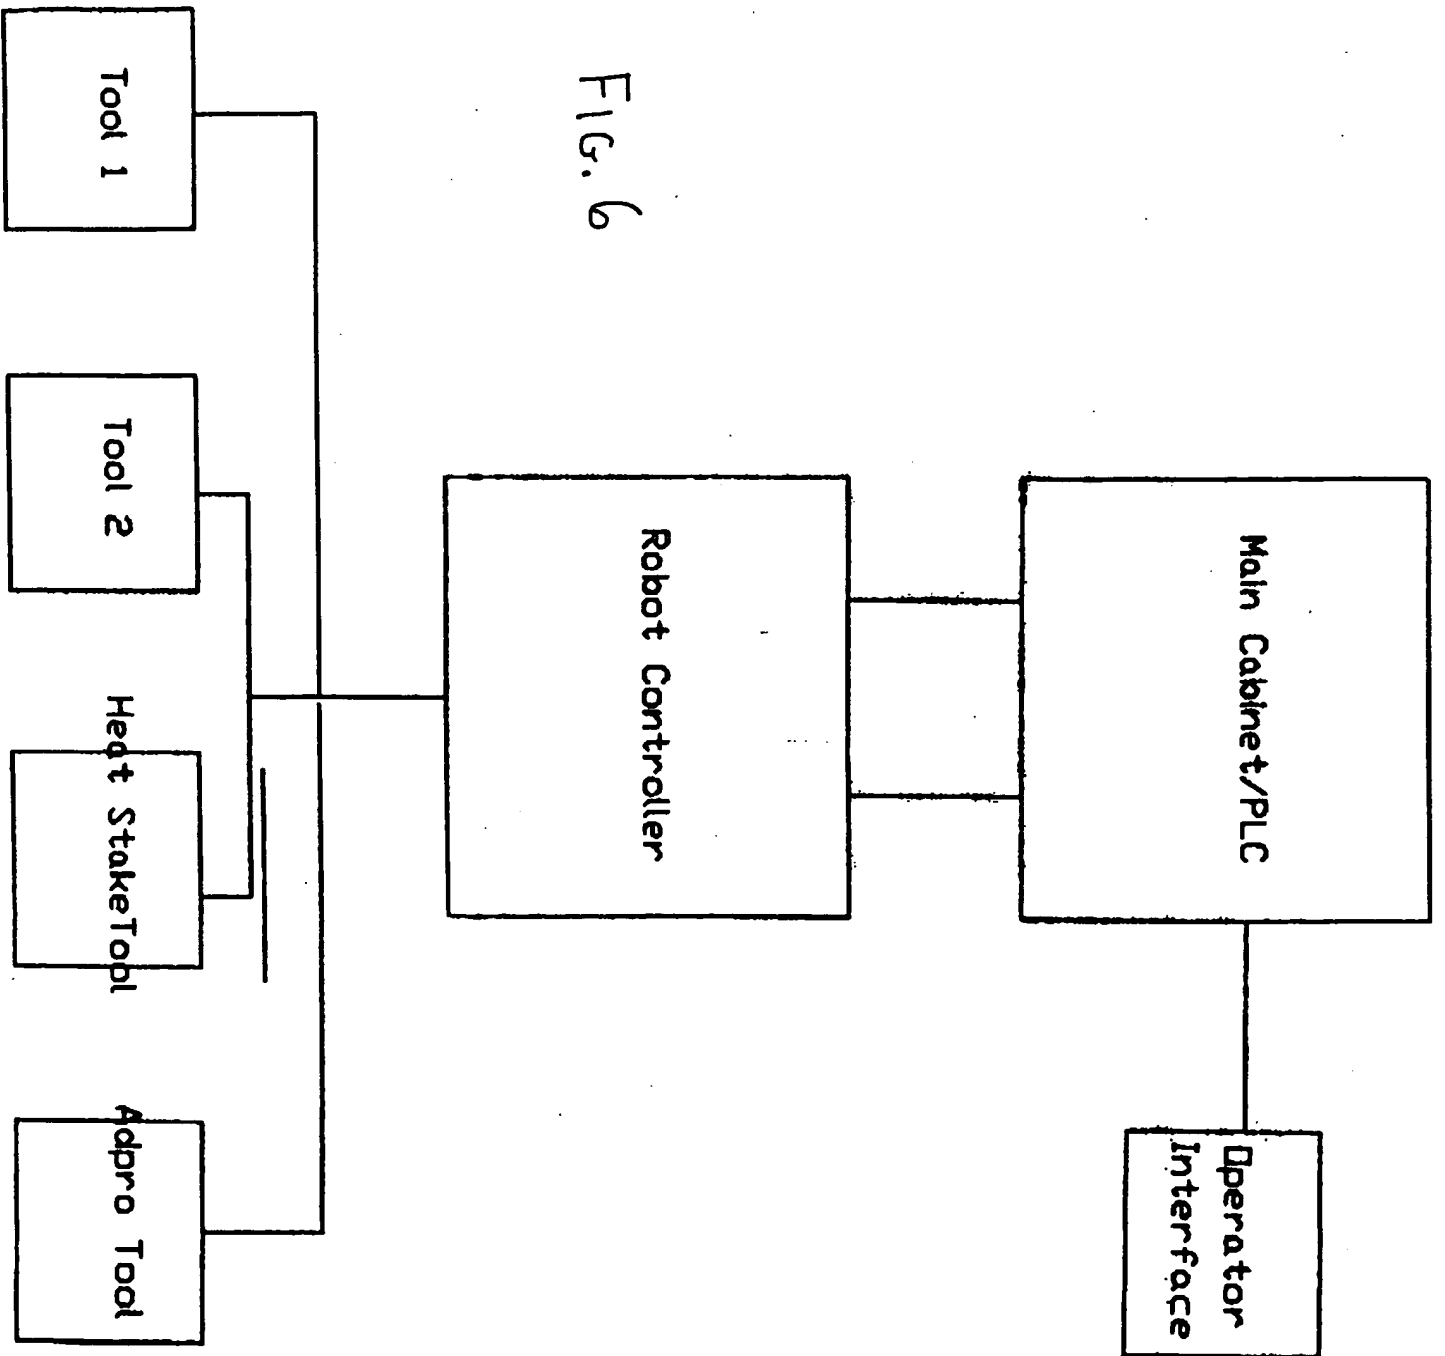 Main Cabinet/PLC
Operator
Interface
Robot Controller
FIG. 6
Tool 1
Tool 2
Heat StakeTool
Adpro Tool